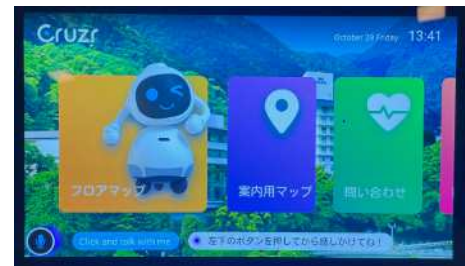 Cruzr
October 29 Friday 13:41
フロアマップ
案内用マップ
問い合わせ
Click and talk with me
左下のボタンを押してから話しかけてね！